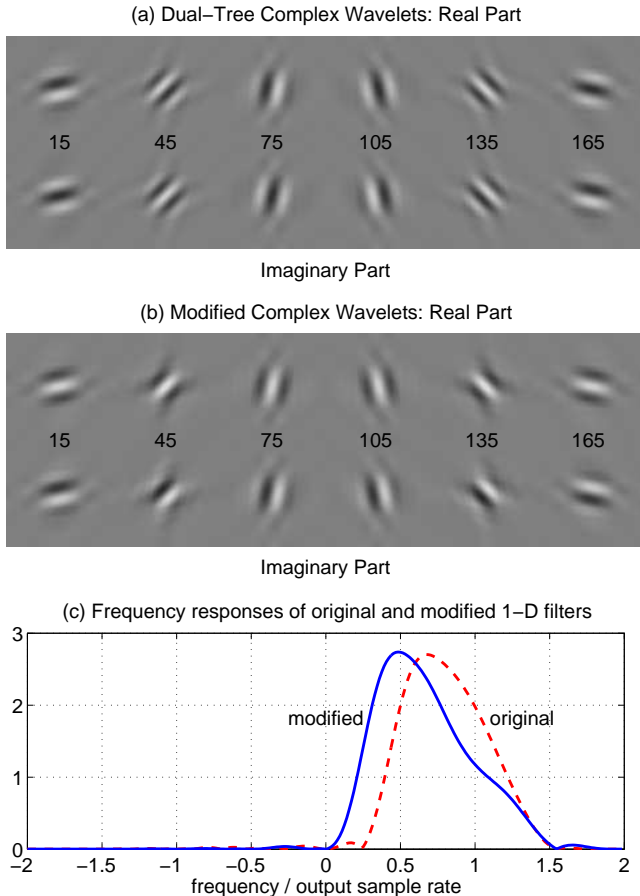 (a) Dual−Tree Complex Wavelets: Real Part
15 45 75 105 135 165
Imaginary Part
(b) Modified Complex Wavelets: Real Part
15 45 75 105 135 165
Imaginary Part
(c) Frequency responses of original and modified 1−D filters
3
2
1
0
modified
original
−2 −1.5 −1 −0.5 0 0.5 1 1.5 2
frequency / output sample rate